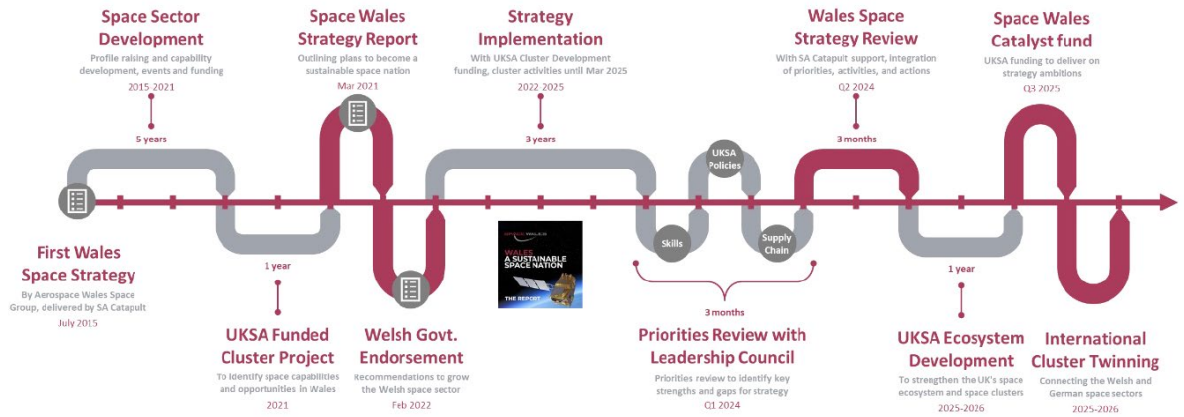 Space Sector
Development
Profile raising and capability
development, events and funding
2015-2021
Space Wales
Strategy Report
Outlining plans to become a
sustainable space nation
Mar 2021
Strategy
Implementation
With UKSA Cluster Development
funding, cluster activities until Mar 2025
2022-2025
Wales Space
Strategy Review
With SA Catapult support, integration
of priorities, activities, and actions
Q2 2024
Space Wales
Catalyst fund
UKSA funding to deliver on
strategy ambitions
Q3 2025
5 years
3 years
UKSA
Policies
3 months
Skills
Supply
Chain
1 year
1 year
3 months
SPACE WALES
WALES
A SUSTAINABLE
SPACE NATION
THE REPORT
First Wales
Space Strategy
By Aerospace Wales Space
Group, delivered by SA Catapult
July 2015
UKSA Funded
Cluster Project
To identify space capabilities
and opportunities in Wales
2021
Welsh Govt.
Endorsement
Recommendations to grow
the Welsh space sector
Feb 2022
Priorities Review with
Leadership Council
Priorities review to identify key
strengths and gaps for strategy
Q1 2024
UKSA Ecosystem
Development
To strengthen the UK's space
ecosystem and space clusters
2025-2026
International
Cluster Twinning
Connecting the Welsh and
German space sectors
2025-2026